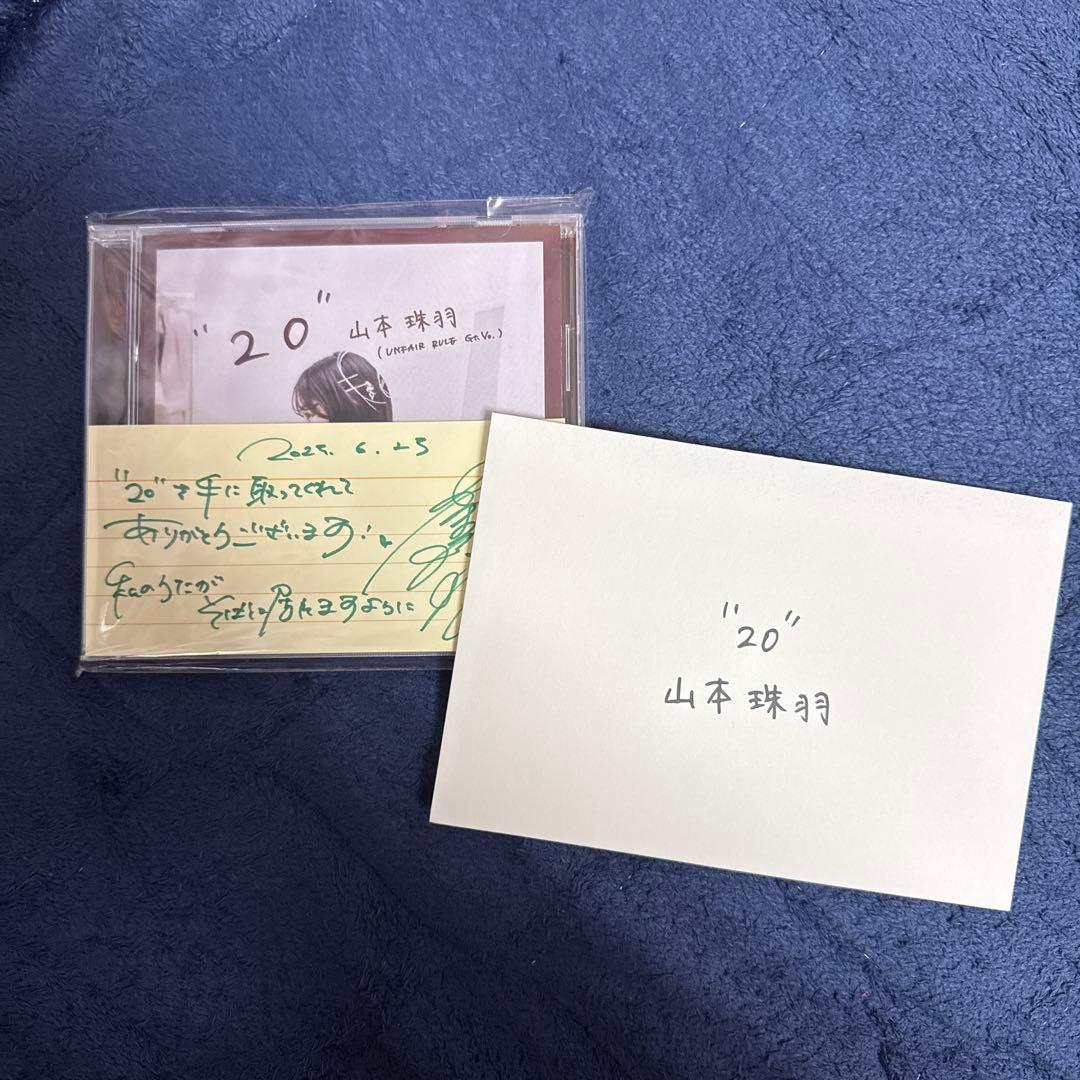 "20"
山本 珠羽
(UNFAIR RULE Gt.Vo.)
2025. 6. 25
"20"を手に取ってくれて
ありがとうございます!
私のうたが
そばに居れますように
"20"
山本 珠羽